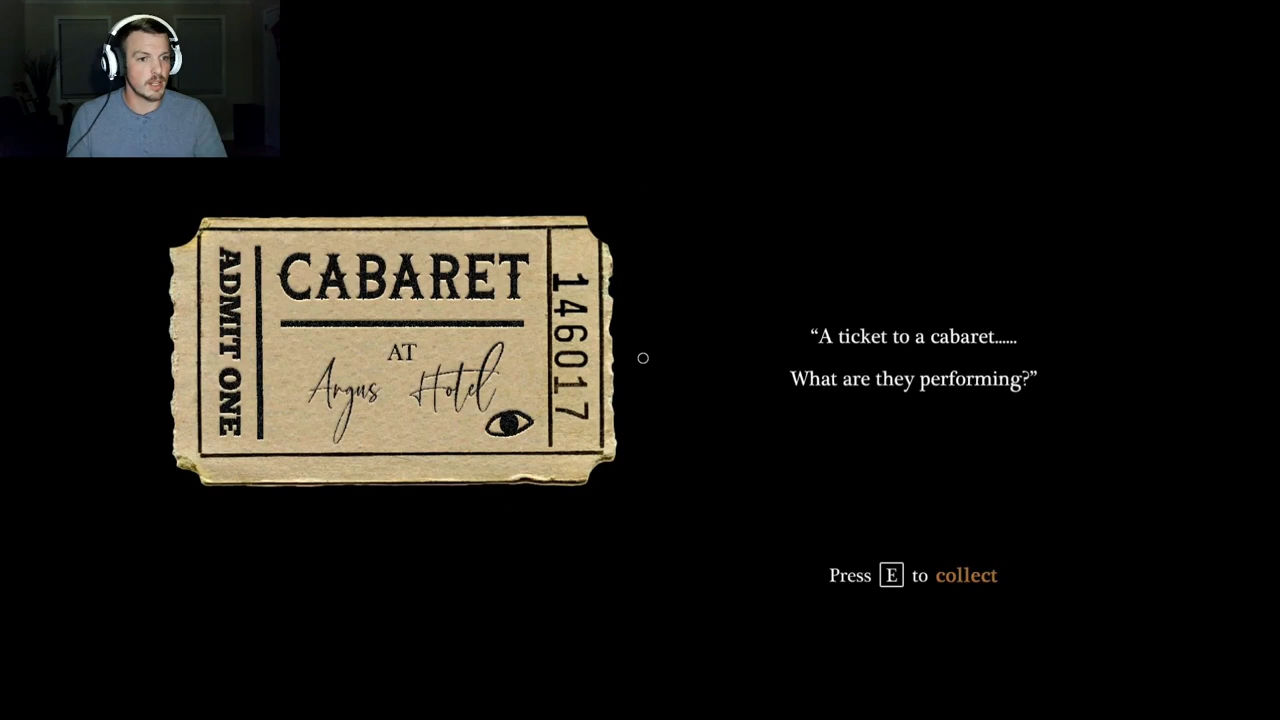 ADMIT ONE
CABARET
AT
Argus Hotel
146017
“A ticket to a cabaret......
What are they performing?”
Press E to collect